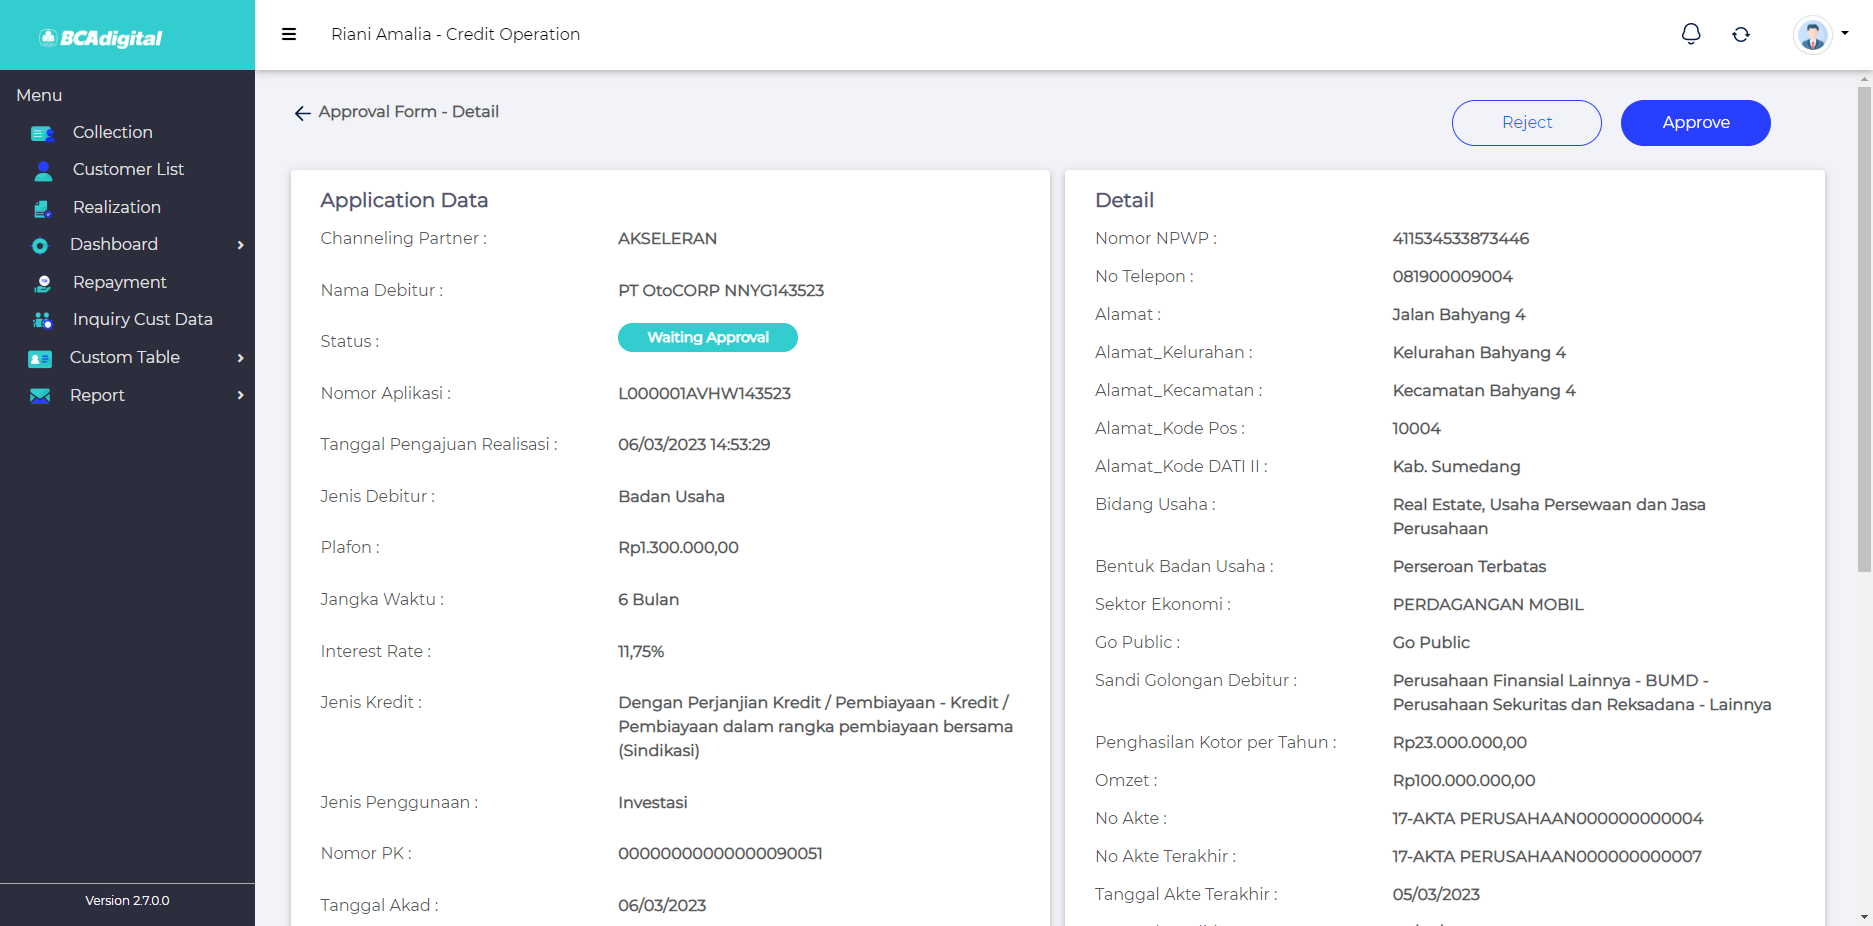 BCAdigital
Riani Amalia - Credit Operation
Menu
Collection
Customer List
Realization
Dashboard
Repayment
Inquiry Cust Data
Custom Table
Report
Version 2.7.0.0
Approval Form - Detail
Reject
Approve
Application Data
Channeling Partner : AKSELERAN
Nama Debitur : PT OtoCORP NNYG143523
Status : Waiting Approval
Nomor Aplikasi : L000001AVHW143523
Tanggal Pengajuan Realisasi : 06/03/2023 14:53:29
Jenis Debitur : Badan Usaha
Plafon : Rp1.300.000,00
Jangka Waktu : 6 Bulan
Interest Rate : 11,75%
Jenis Kredit : Dengan Perjanjian Kredit / Pembiayaan - Kredit /
Pembiayaan dalam rangka pembiayaan bersama
(Sindikasi)
Jenis Penggunaan : Investasi
Nomor PK : 00000000000000090051
Tanggal Akad : 06/03/2023
Detail
Nomor NPWP : 411534533873446
No Telepon : 081900009004
Alamat : Jalan Bahyang 4
Alamat_Kelurahan : Kelurahan Bahyang 4
Alamat_Kecamatan : Kecamatan Bahyang 4
Alamat_Kode Pos : 10004
Alamat_Kode DATI II : Kab. Sumedang
Bidang Usaha : Real Estate, Usaha Persewaan dan Jasa
Perusahaan
Bentuk Badan Usaha : Perseroan Terbatas
Sektor Ekonomi : PERDAGANGAN MOBIL
Go Public : Go Public
Sandi Golongan Debitur : Perusahaan Finansial Lainnya - BUMD -
Perusahaan Sekuritas dan Reksadana - Lainnya
Penghasilan Kotor per Tahun : Rp23.000.000,00
Omzet : Rp100.000.000,00
No Akte : 17-AKTA PERUSAHAAN000000000004
No Akte Terakhir : 17-AKTA PERUSAHAAN000000000007
Tanggal Akte Terakhir : 05/03/2023